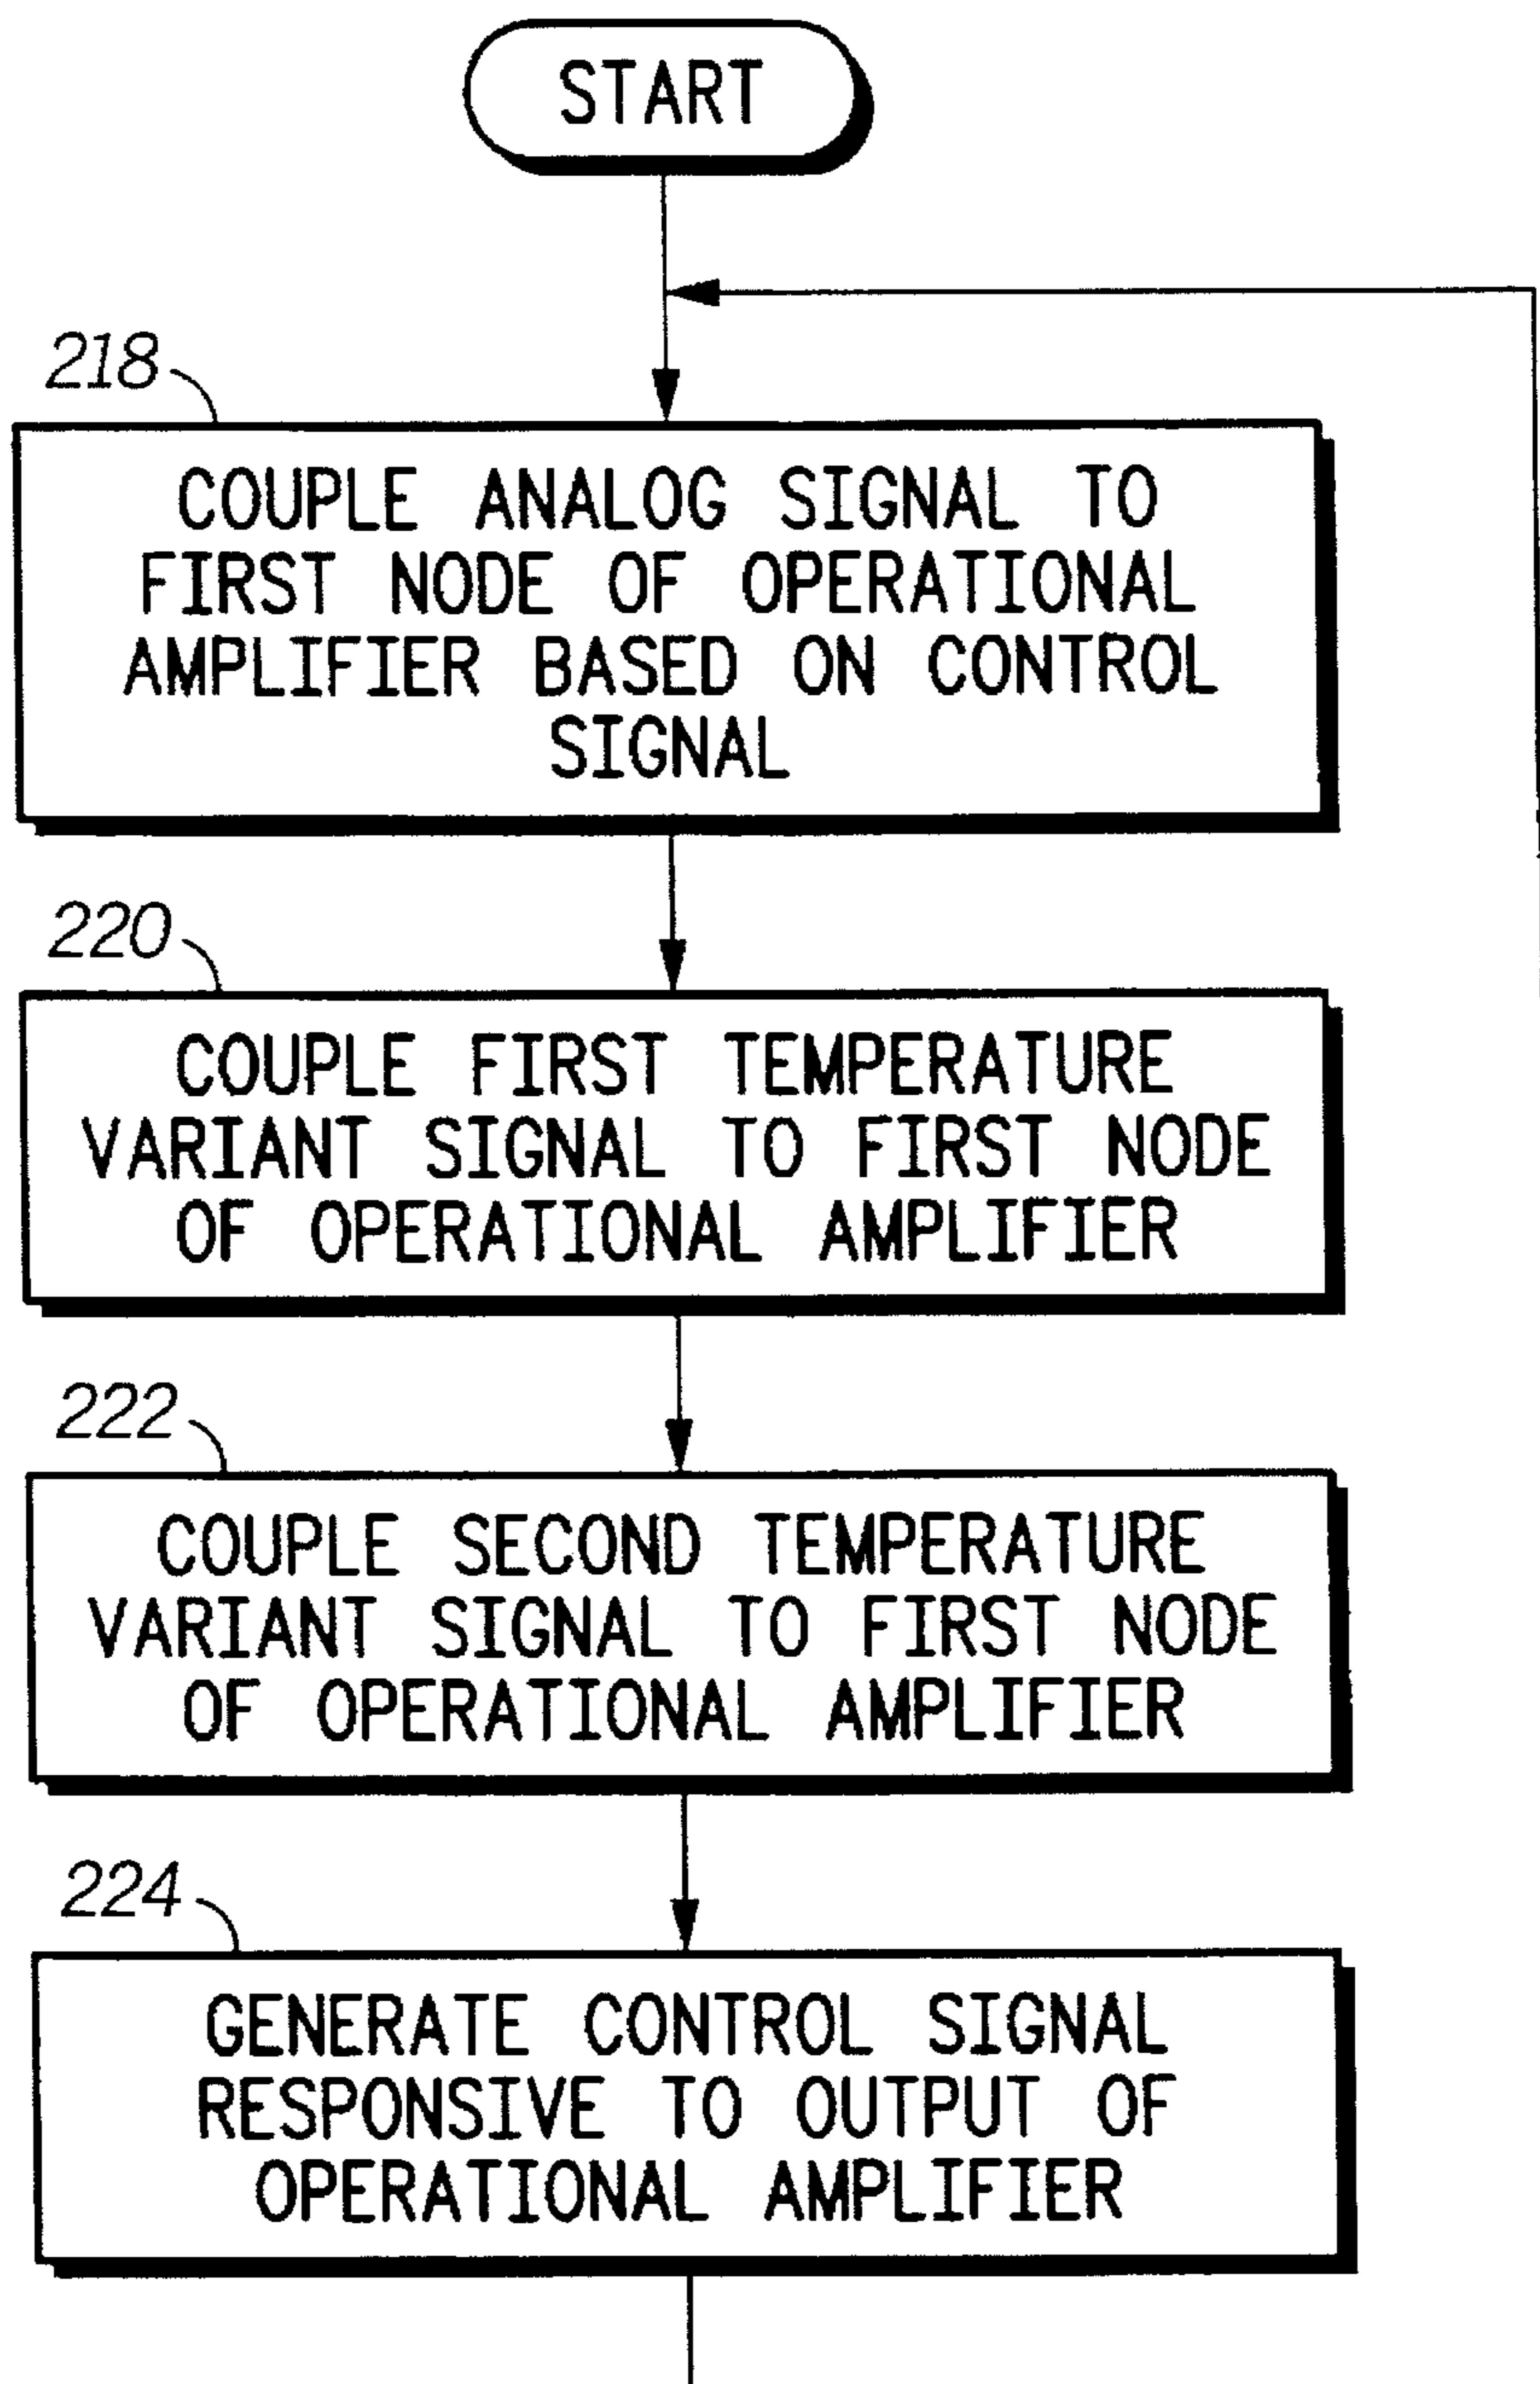 START
218
COUPLE ANALOG SIGNAL TO
FIRST NODE OF OPERATIONAL
AMPLIFIER BASED ON CONTROL
SIGNAL
220
COUPLE FIRST TEMPERATURE
VARIANT SIGNAL TO FIRST NODE
OF OPERATIONAL AMPLIFIER
222
COUPLE SECOND TEMPERATURE
VARIANT SIGNAL TO FIRST NODE
OF OPERATIONAL AMPLIFIER
224
GENERATE CONTROL SIGNAL
RESPONSIVE TO OUTPUT OF
OPERATIONAL AMPLIFIER